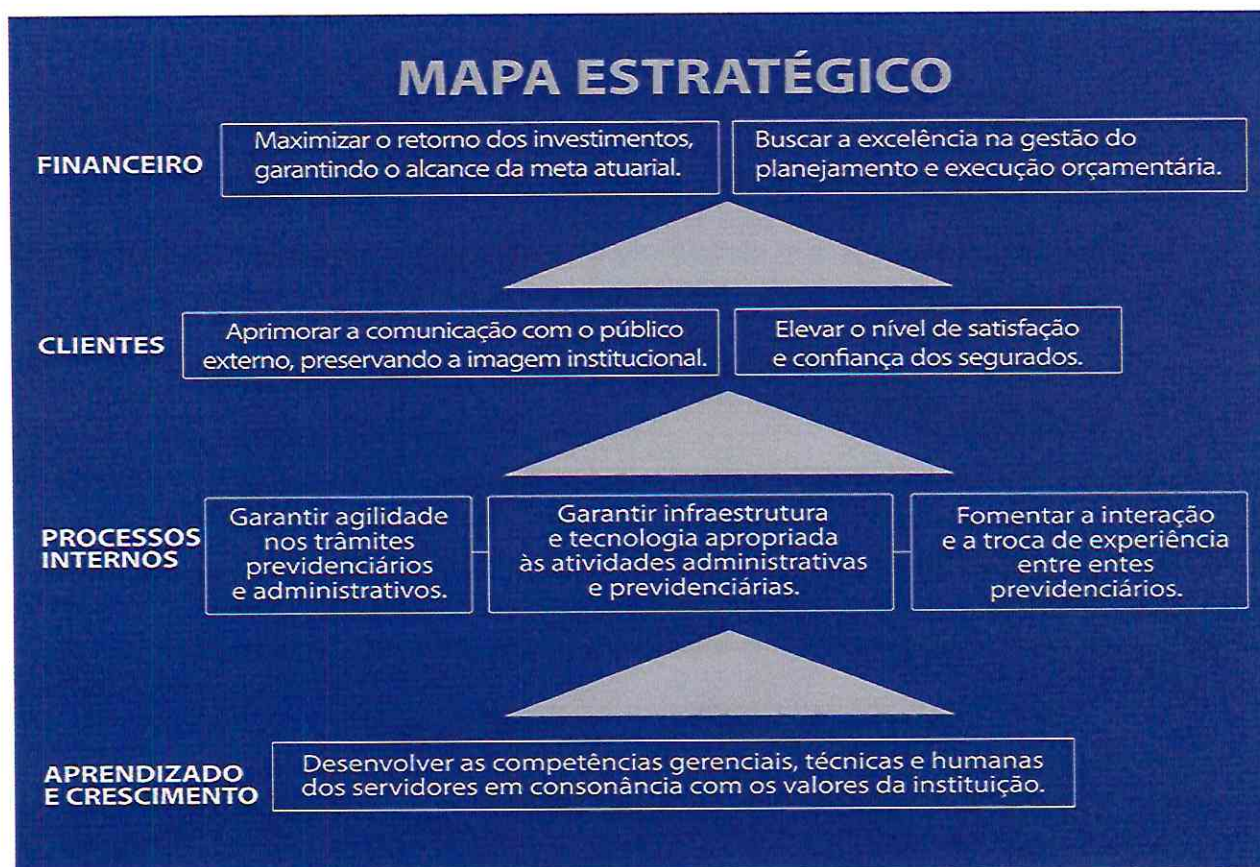 MAPA ESTRATÉGICO
FINANCEIRO
Maximizar o retorno dos investimentos,
garantindo o alcance da meta atuarial.
Buscar a excelência na gestão do
planejamento e execução orçamentária.
CLIENTES
Aprimorar a comunicação com o público
externo, preservando a imagem institucional.
Elevar o nível de satisfação
e confiança dos segurados.
PROCESSOS
INTERNOS
Garantir agilidade
nos trâmites
previdenciários
e administrativos.
Garantir infraestrutura
e tecnologia apropriada
às atividades administrativas
e previdenciárias.
Fomentar a interação
e a troca de experiência
entre entes
previdenciários.
APRENDIZADO
E CRESCIMENTO
Desenvolver as competências gerenciais, técnicas e humanas
dos servidores em consonância com os valores da instituição.